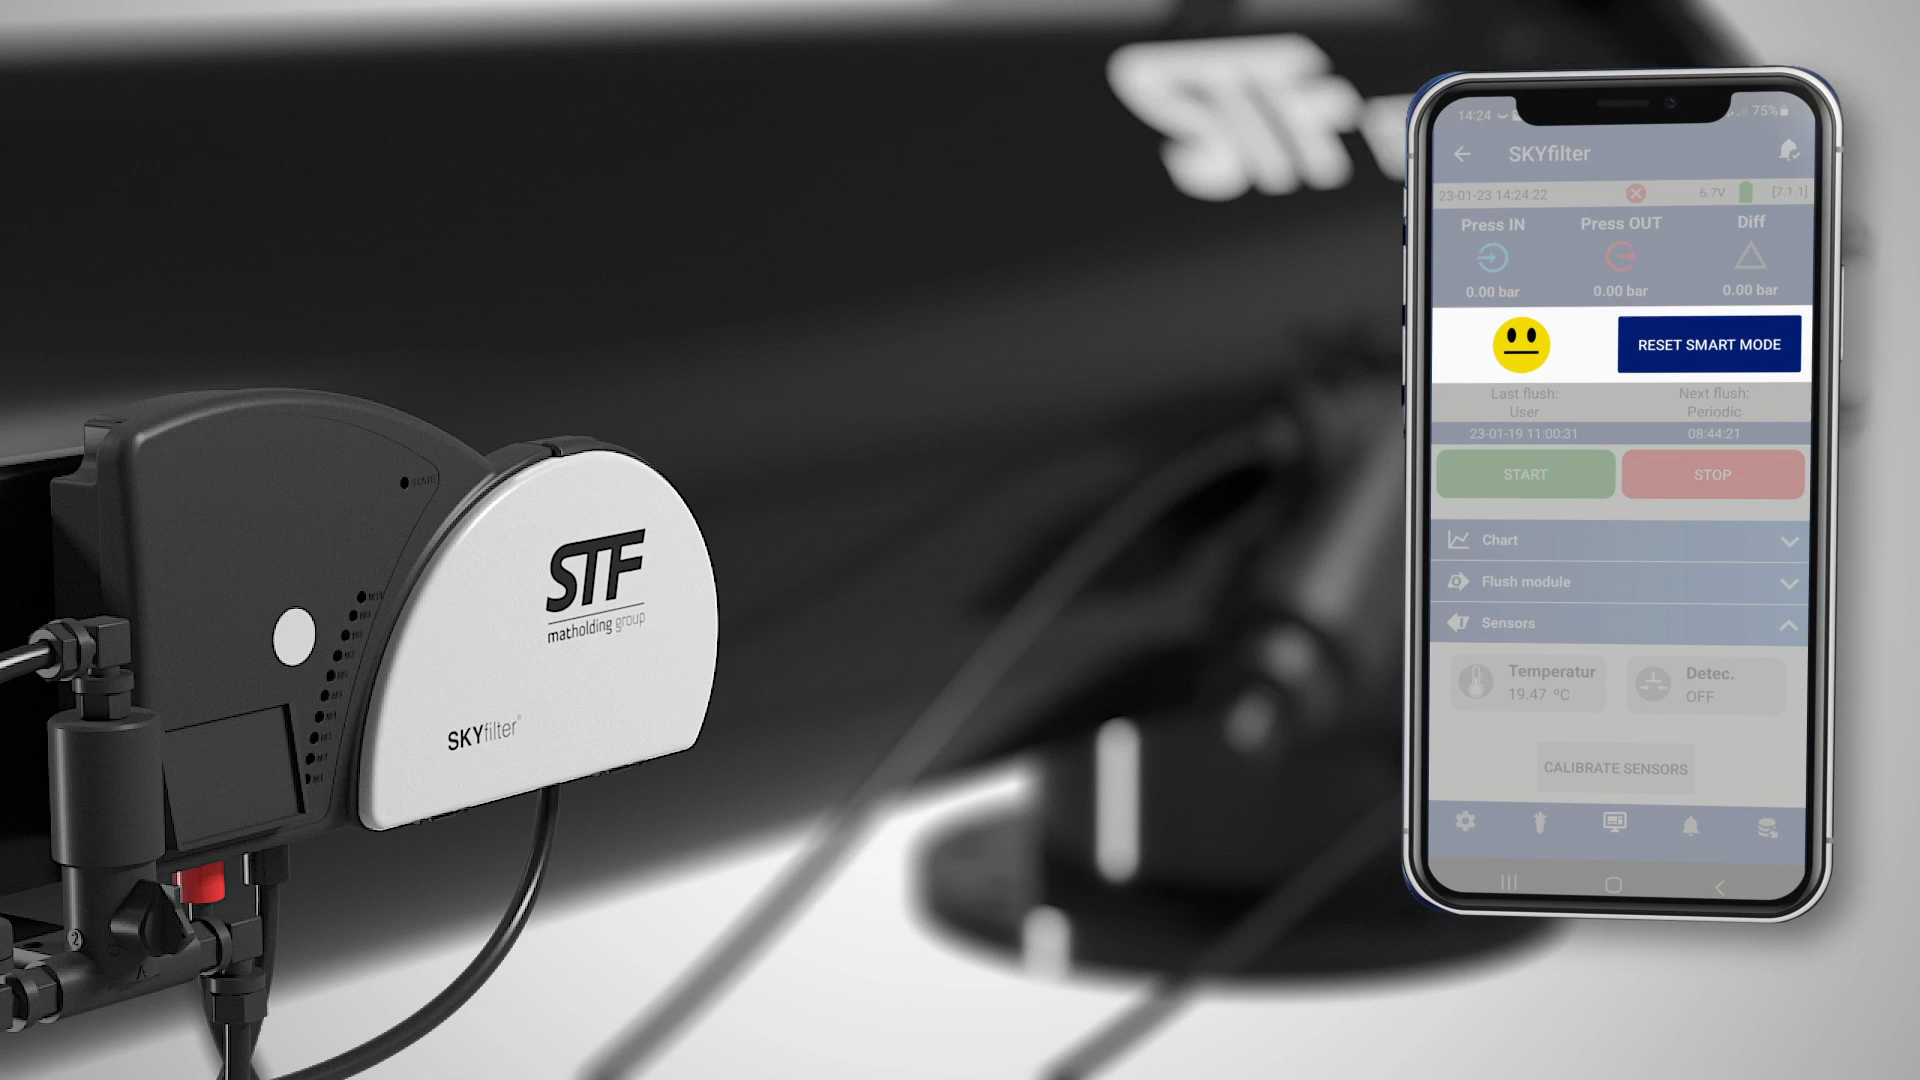 STF
14:24
75%
SKYfilter
23-01-23 14:24:22
6.7V
[7.1.1]
Press IN
Press OUT
Diff
0.00 bar
0.00 bar
0.00 bar
RESET SMART MODE
Last flush:
User
Next flush:
Periodic
23-01-19 11:00:31
08:44:21
START
STOP
Chart
Flush module
Sensors
Temperatur
19.47 ºC
Detec.
OFF
CALIBRATE SENSORS
STF
matholding group
SKYfilter®
2